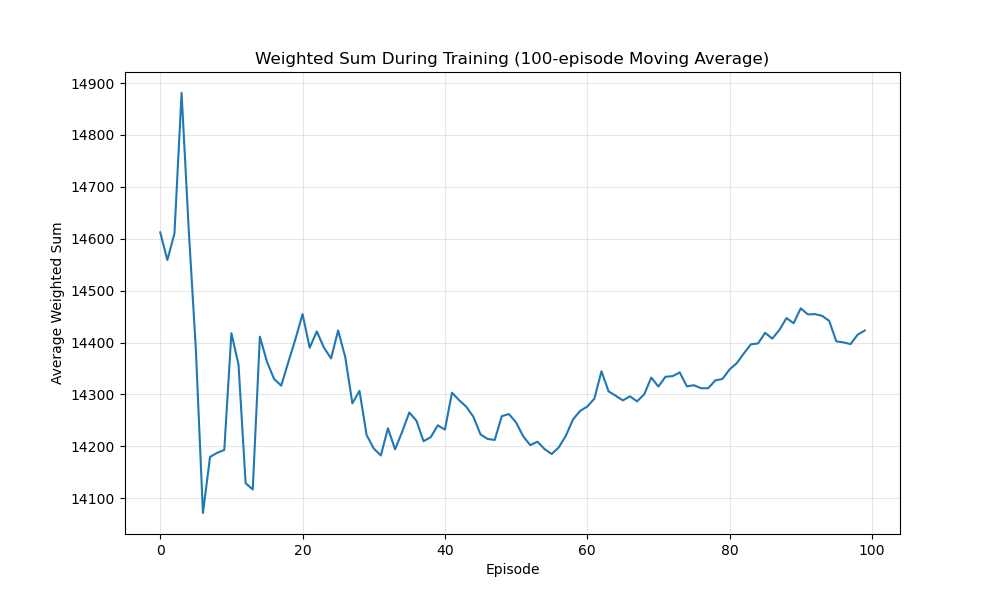 Weighted Sum During Training (100-episode Moving Average)
14900
14800
14700
14600
14500
14400
14300
14200
14100
Average Weighted Sum
0 20 40 60 80 100
Episode